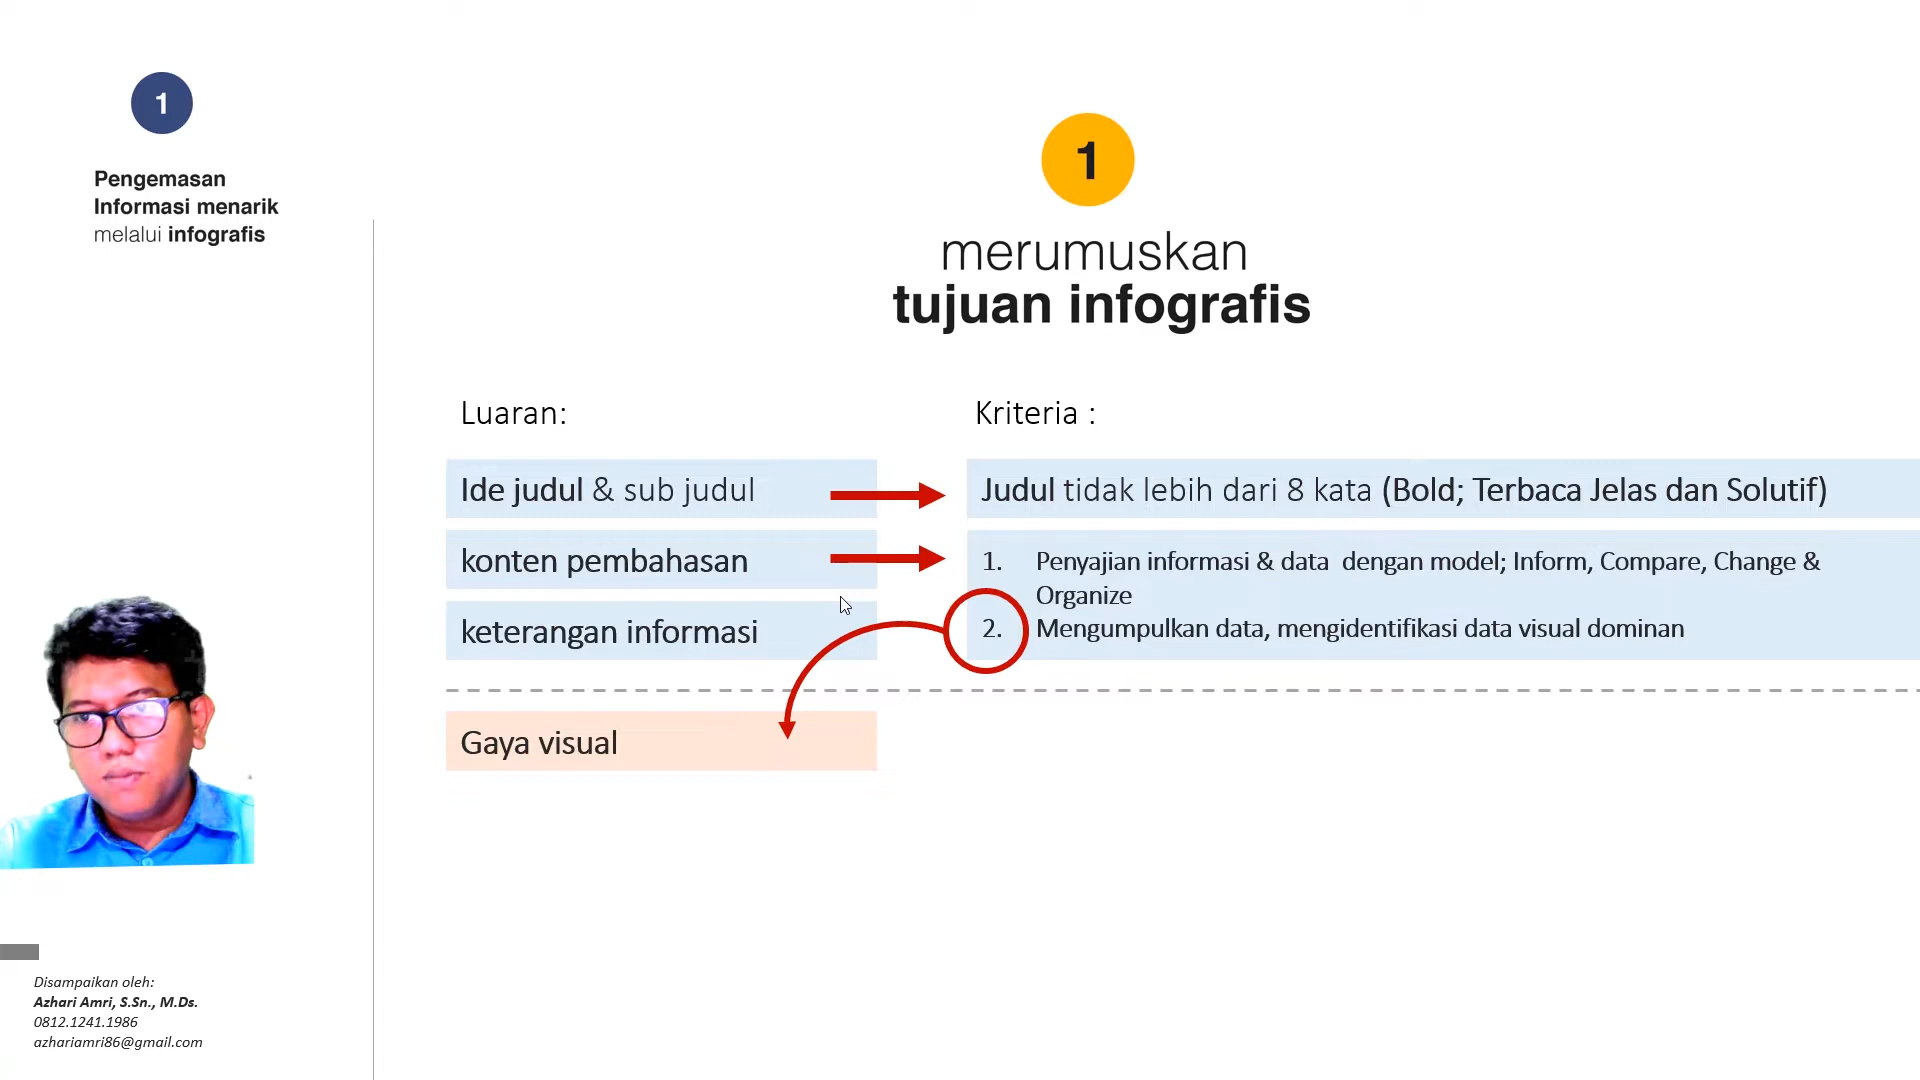 1
Pengemasan
Informasi menarik
melalui infografis
1
merumuskan
tujuan infografis
Luaran:
Kriteria :
Ide judul & sub judul
Judul tidak lebih dari 8 kata (Bold; Terbaca Jelas dan Solutif)
konten pembahasan
1. Penyajian informasi & data dengan model; Inform, Compare, Change &
Organize
keterangan informasi
2. Mengumpulkan data, mengidentifikasi data visual dominan
Gaya visual
Disampaikan oleh:
Azhari Amri, S.Sn., M.Ds.
0812.1241.1986
azhariamri86@gmail.com